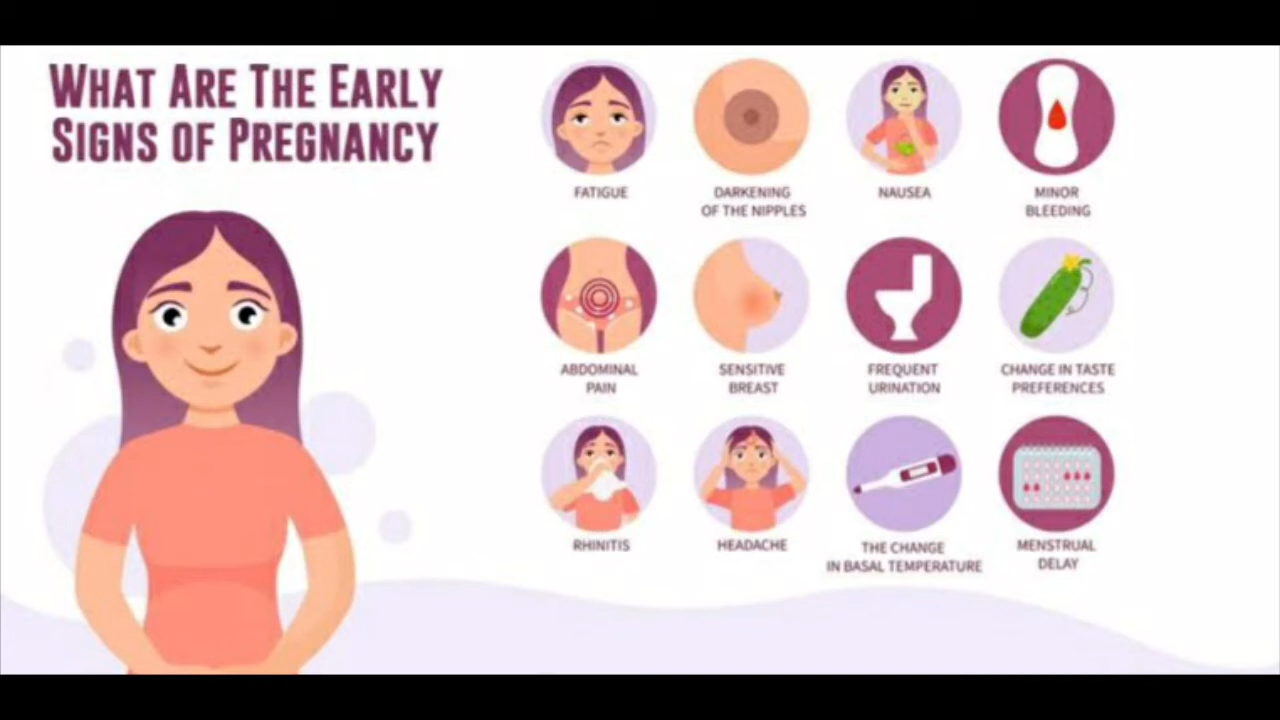 WHAT ARE THE EARLY
SIGNS OF PREGNANCY
FATIGUE
DARKENING
OF THE NIPPLES
NAUSEA
MINOR
BLEEDING
ABDOMINAL
PAIN
SENSITIVE
BREAST
FREQUENT
URINATION
CHANGE IN TASTE
PREFERENCES
RHINITIS
HEADACHE
THE CHANGE
IN BASAL TEMPERATURE
MENSTRUAL
DELAY